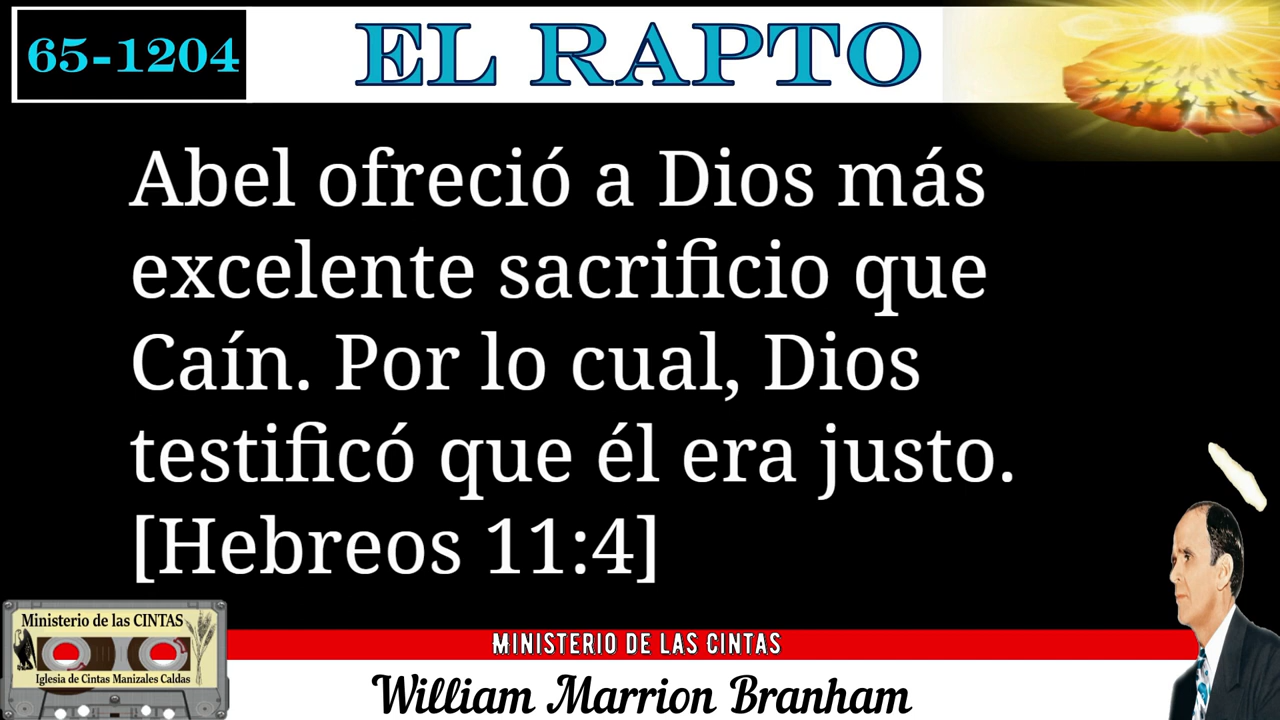 65-1204
EL RAPTO
Abel ofreció a Dios más
excelente sacrificio que
Caín. Por lo cual, Dios
testificó que él era justo.
[Hebreos 11:4]
Ministerio de las CINTAS
Iglesia de Cintas Manizales Caldas
MINISTERIO DE LAS CINTAS
William Marrion Branham